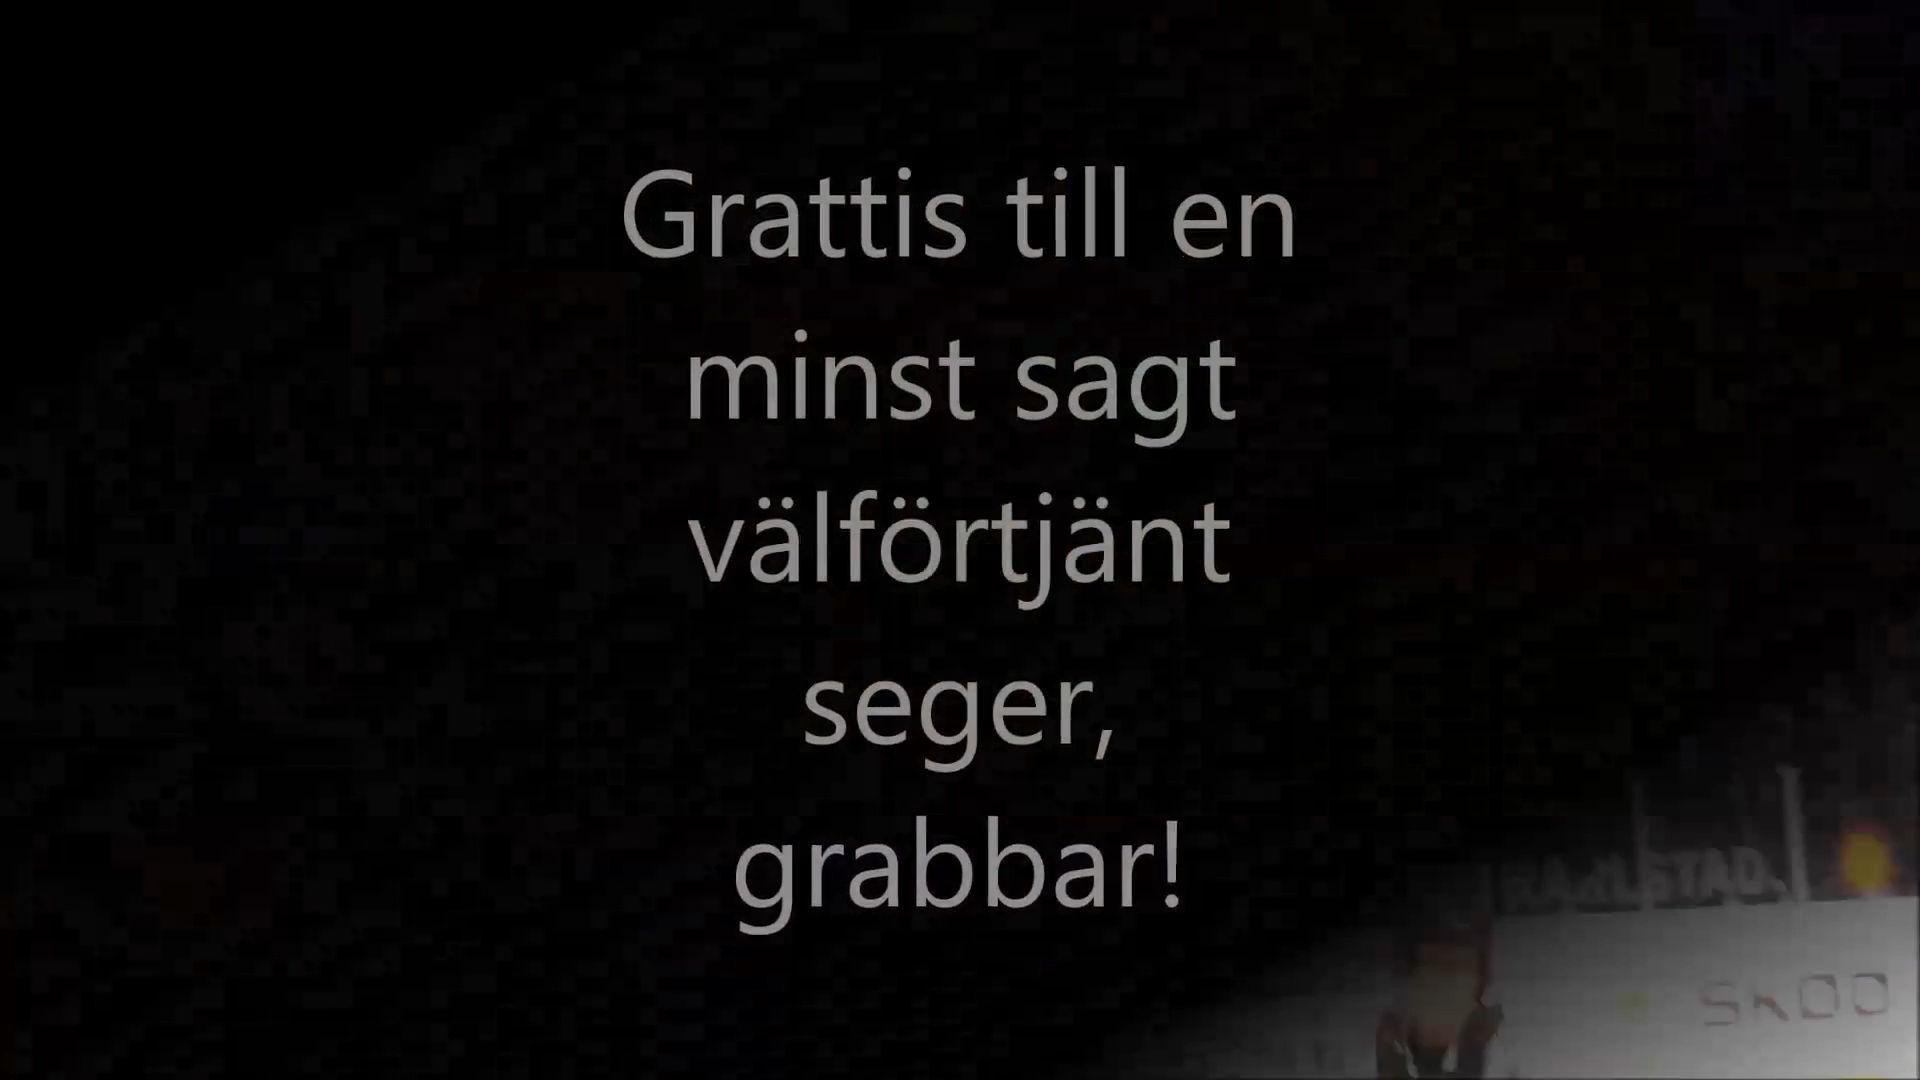 Grattis till en
minst sagt
välförtjänt
seger,
grabbar!